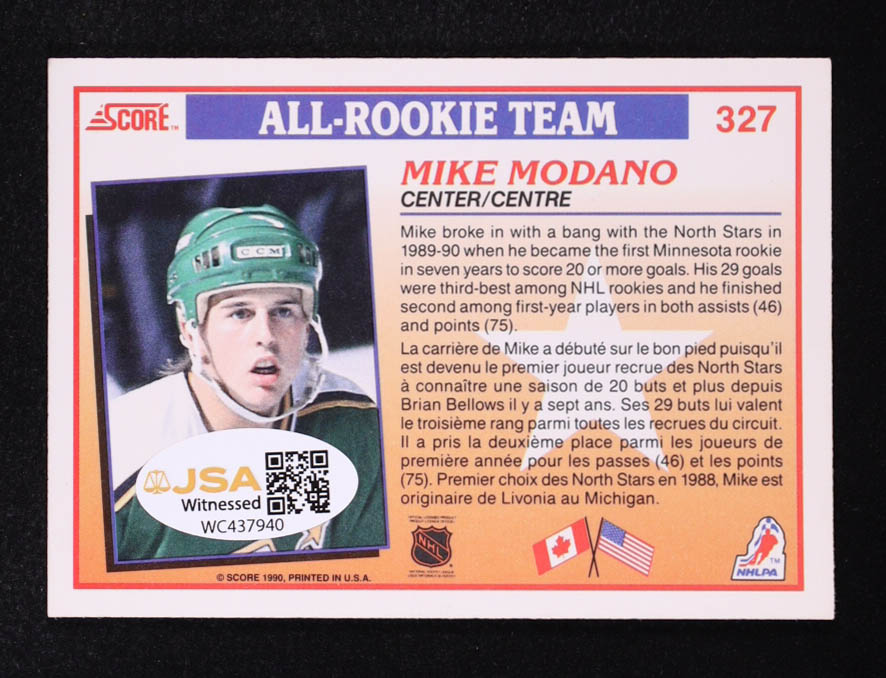 SCORE™ ALL-ROOKIE TEAM 327
MIKE MODANO
CENTER/CENTRE
Mike broke in with a bang with the North Stars in
1989-90 when he became the first Minnesota rookie
in seven years to score 20 or more goals. His 29 goals
were third-best among NHL rookies and he finished
second among first-year players in both assists (46)
and points (75).
La carrière de Mike a débuté sur le bon pied puisqu'il
est devenu le premier joueur recrue des North Stars
à connaître une saison de 20 buts et plus depuis
Brian Bellows il y a sept ans. Ses 29 buts lui valent
le troisième rang parmi toutes les recrues du circuit.
Il a pris la deuxième place parmi les joueurs de
première année pour les passes (46) et les points
(75). Premier choix des North Stars en 1988, Mike est
originaire de Livonia au Michigan.
CCM
JSA
Witnessed
WC437940
NHL
TM
NHLPA
© SCORE 1990, PRINTED IN U.S.A.